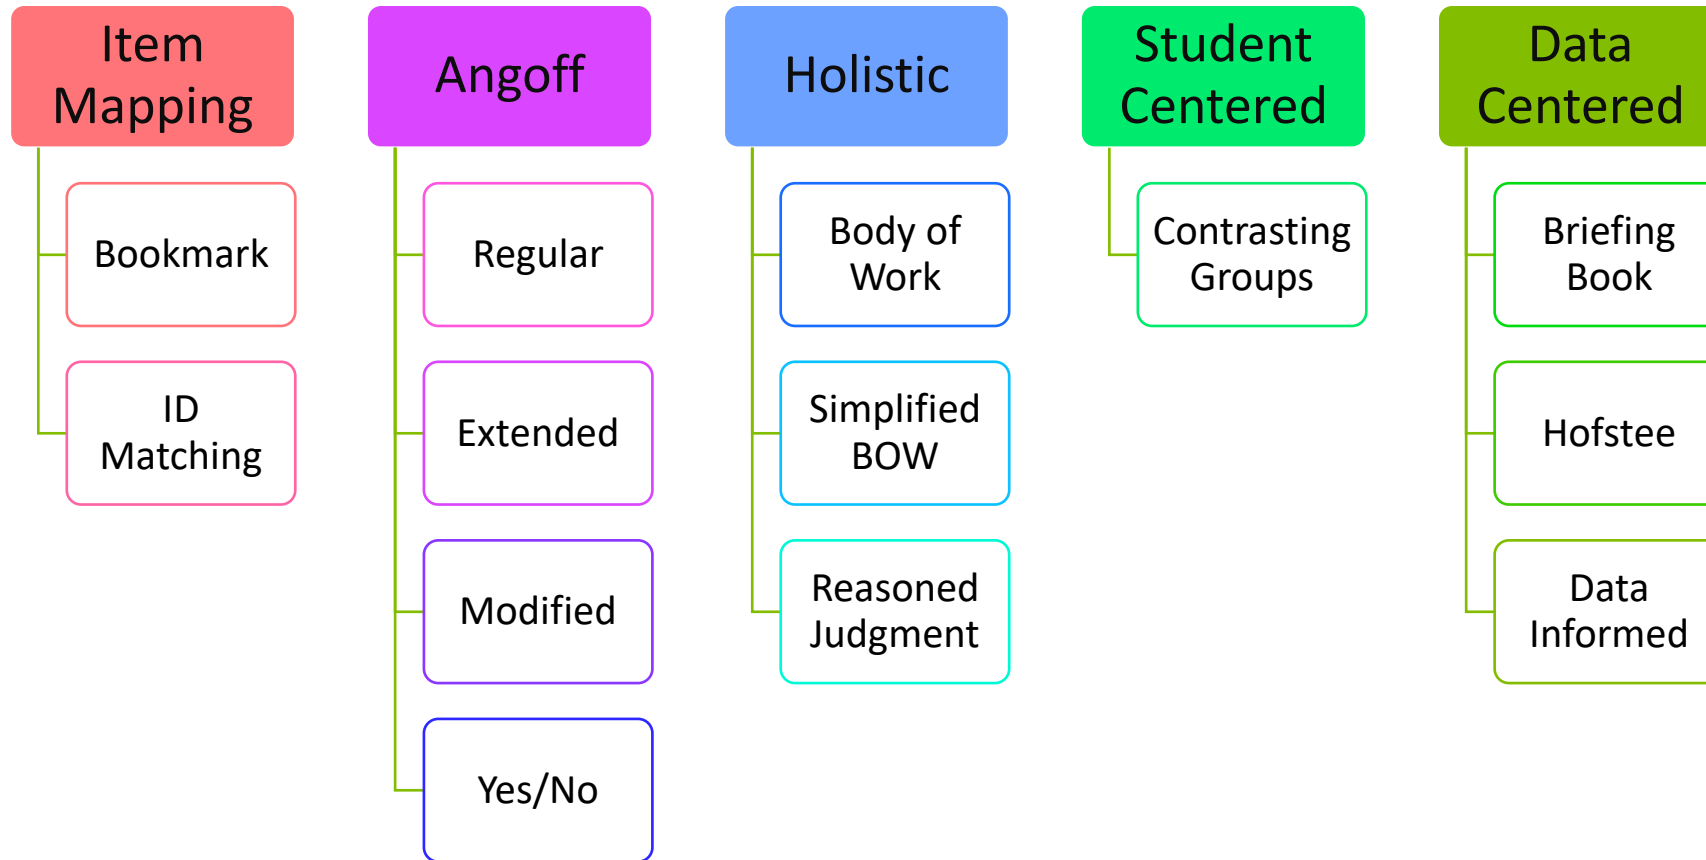 Item
Mapping
Bookmark
ID
Matching
Angoff
Regular
Extended
Modified
Yes/No
Holistic
Body of
Work
Simplified
BOW
Reasoned
Judgment
Student
Centered
Contrasting
Groups
Data
Centered
Briefing
Book
Hofstee
Data
Informed